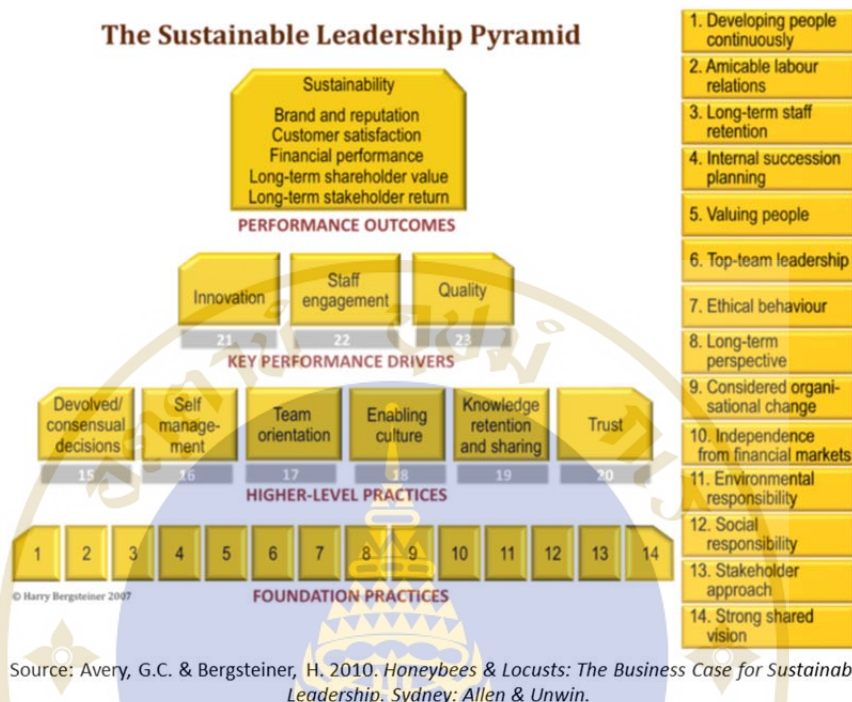 The Sustainable Leadership Pyramid
Sustainability
Brand and reputation
Customer satisfaction
Financial performance
Long-term shareholder value
Long-term stakeholder return
PERFORMANCE OUTCOMES
Innovation
Staff
engagement
Quality
21 22 23
KEY PERFORMANCE DRIVERS
Devolved/
consensual
decisions
Self
manage-
ment
Team
orientation
Enabling
culture
Knowledge
retention
and sharing
Trust
15 16 17 18 19 20
HIGHER-LEVEL PRACTICES
1 2 3 4 5 6 7 8 9 10 11 12 13 14
© Harry Bergsteiner 2007
FOUNDATION PRACTICES
1. Developing people
continuously
2. Amicable labour
relations
3. Long-term staff
retention
4. Internal succession
planning
5. Valuing people
6. Top-team leadership
7. Ethical behaviour
8. Long-term
perspective
9. Considered organi-
sational change
10. Independence
from financial markets
11. Environmental
responsibility
12. Social
responsibility
13. Stakeholder
approach
14. Strong shared
vision
Source: Avery, G.C. & Bergsteiner, H. 2010. Honeybees & Locusts: The Business Case for Sustainab
Leadership. Sydney: Allen & Unwin.